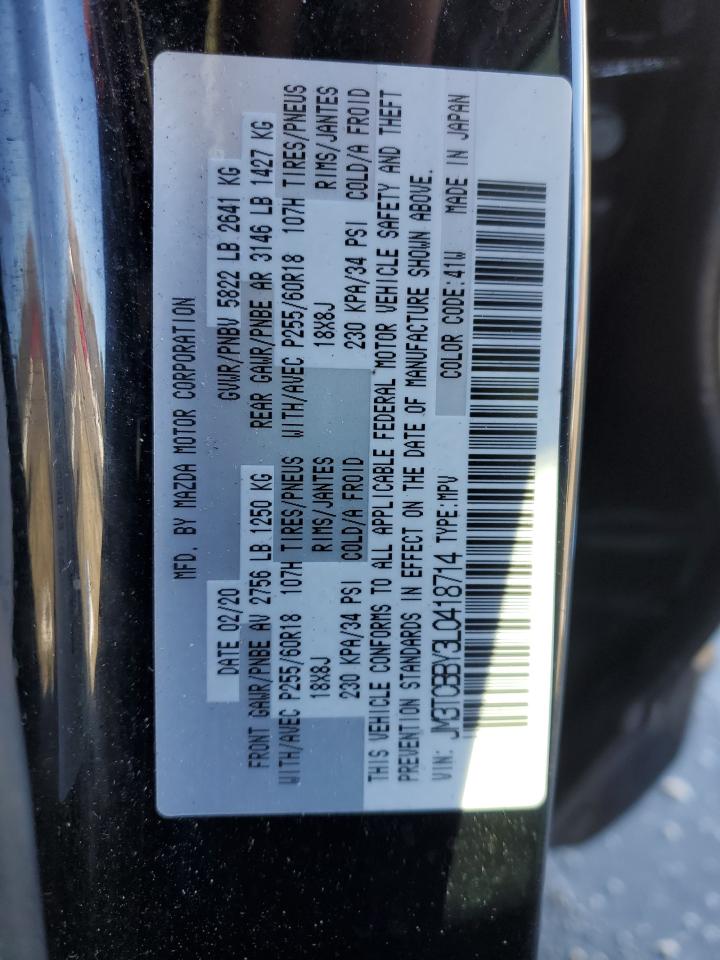 MFD. BY MAZDA MOTOR CORPORATION
DATE 02/20 GVWR/PNBV 5822 LB 2641 KG
FRONT GAWR/PNBE AV 2756 LB 1250 KG REAR GAWR/PNBE AR 3146 LB 1427 KG
WITH/AVEC P255/60R18 107H TIRES/PNEUS WITH/AVEC P255/60R18 107H TIRES/PNEUS
18X8J RIMS/JANTES 18X8J RIMS/JANTES
230 KPA/34 PSI COLD/A FROID 230 KPA/34 PSI COLD/A FROID
THIS VEHICLE CONFORMS TO ALL APPLICABLE FEDERAL MOTOR VEHICLE SAFETY AND THEFT
PREVENTION STANDARDS IN EFFECT ON THE DATE OF MANUFACTURE SHOWN ABOVE.
VIN: JM3TCBBY3L0418714 TYPE:MPV COLOR CODE:41W MADE IN JAPAN